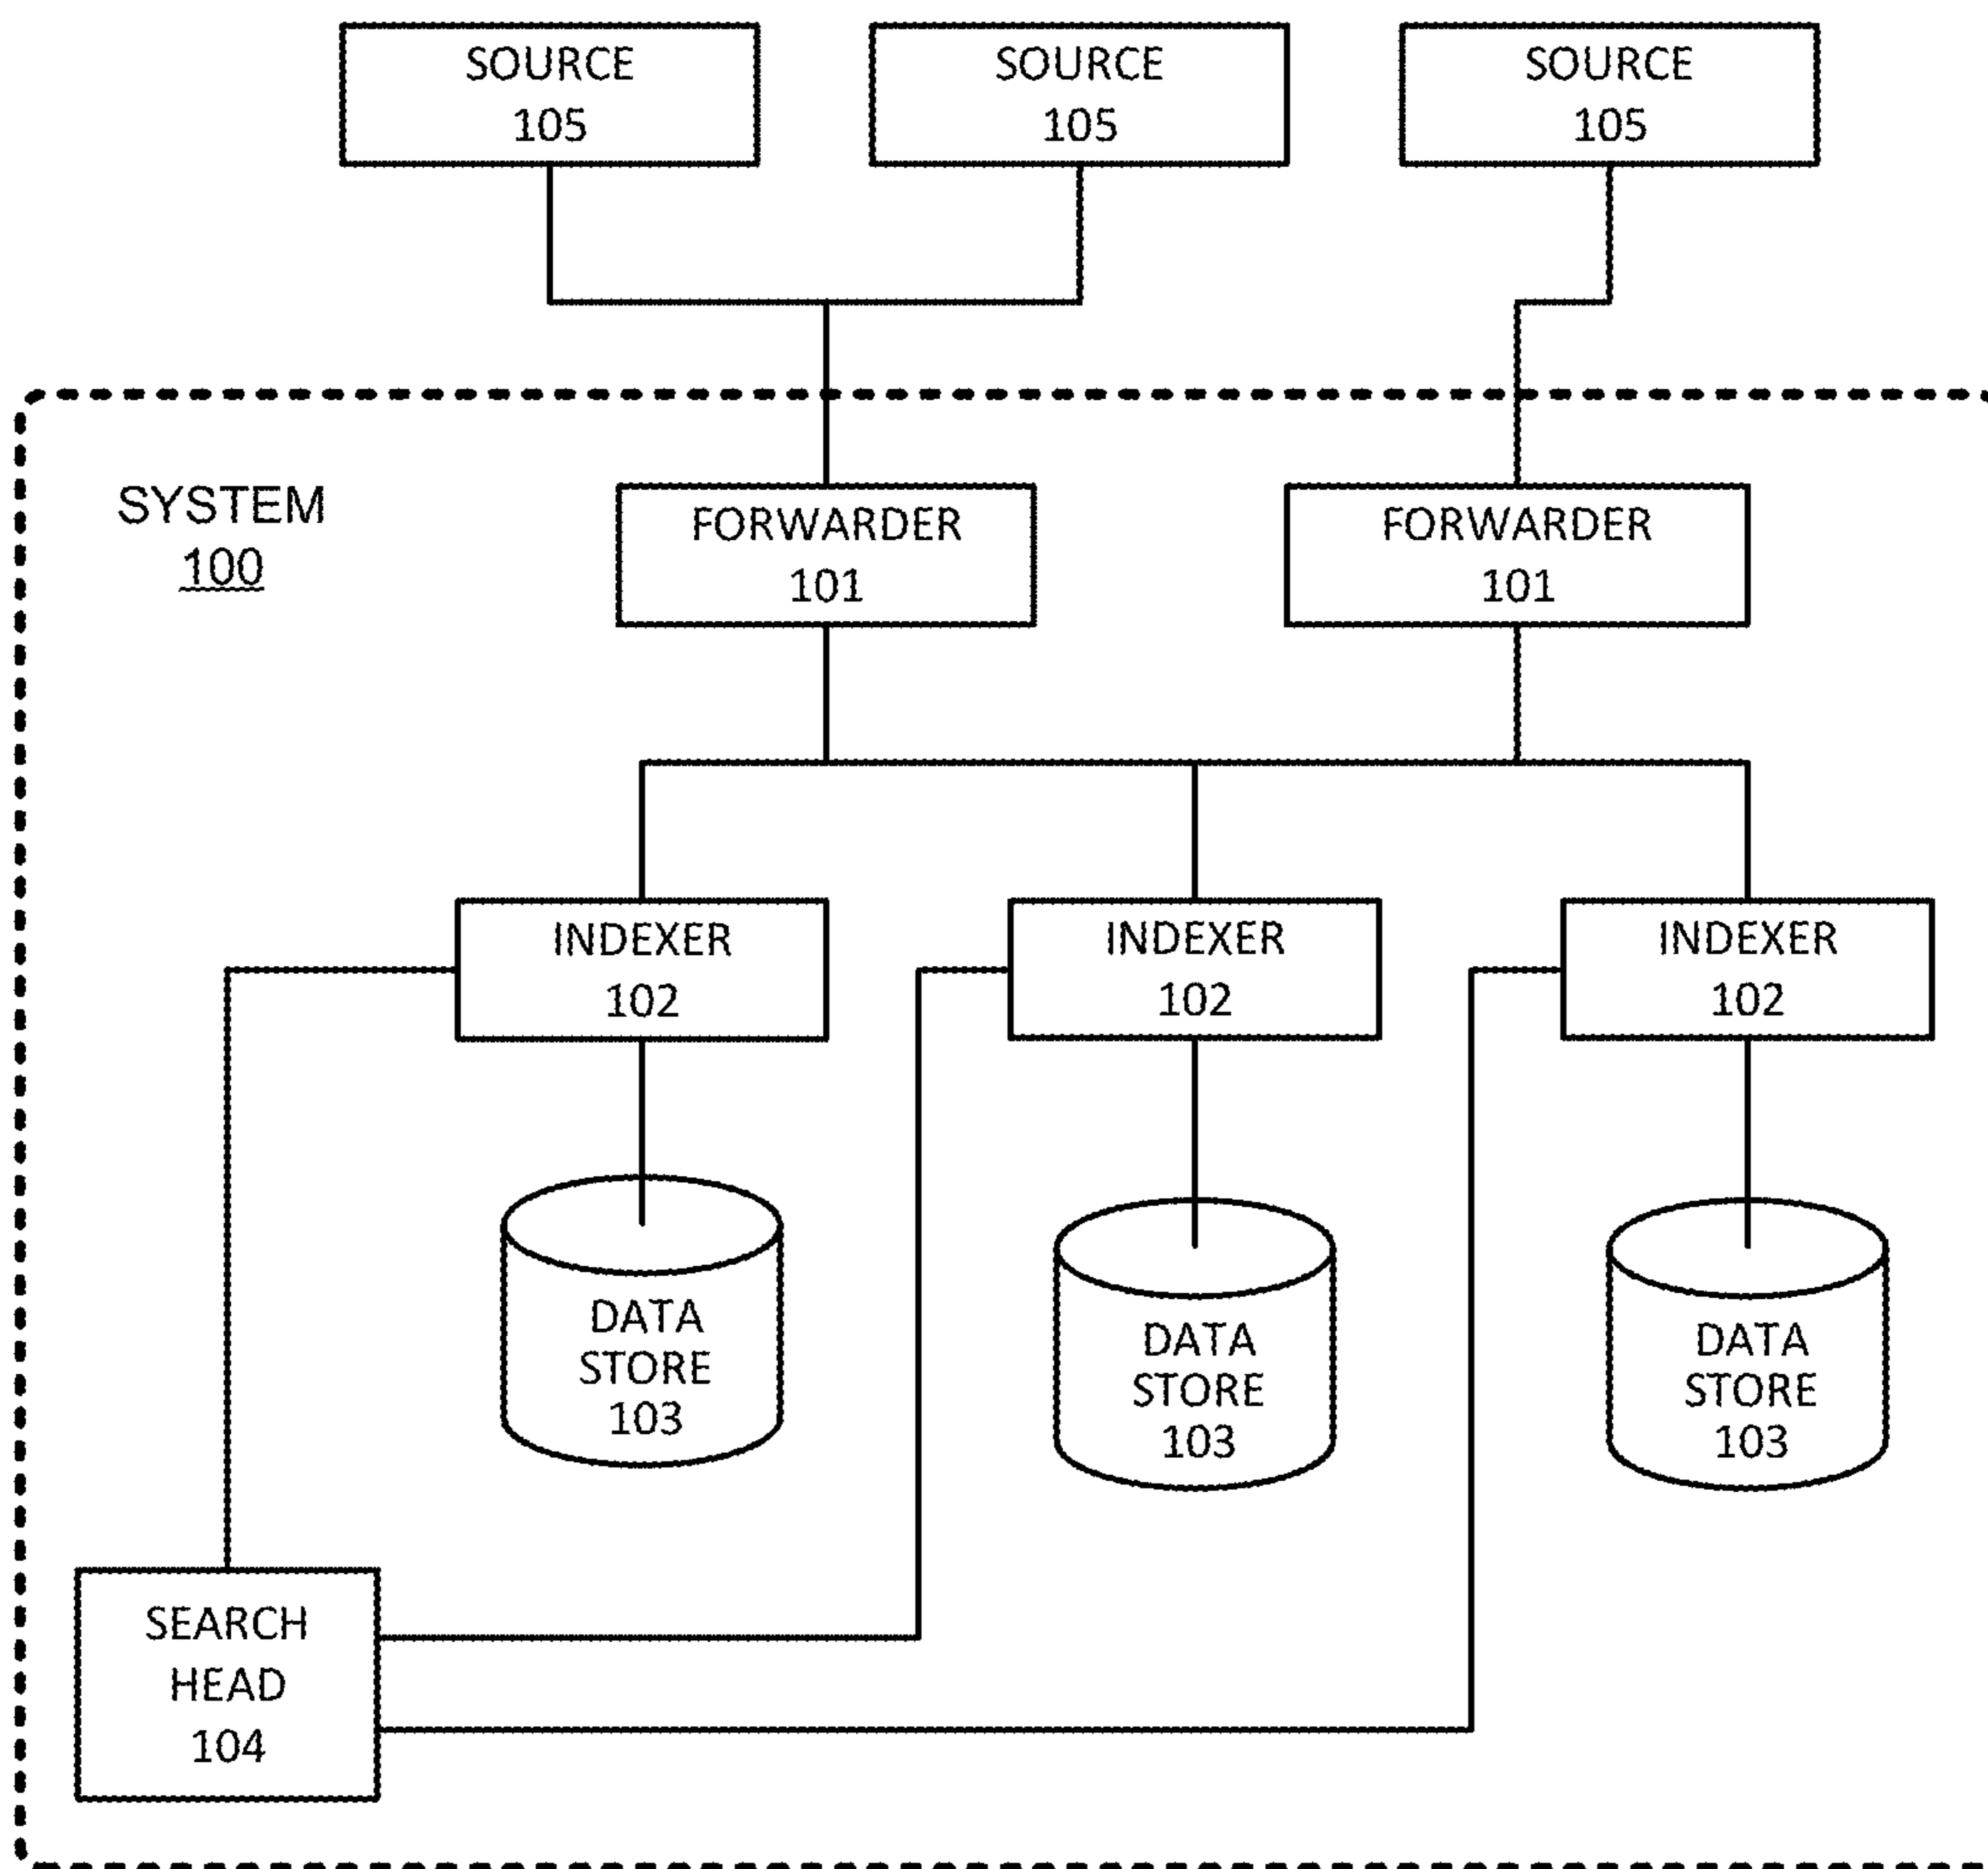 SOURCE
105
SOURCE
105
SOURCE
105
SYSTEM
100
FORWARDER
101
FORWARDER
101
INDEXER
102
INDEXER
102
INDEXER
102
DATA
STORE
103
DATA
STORE
103
DATA
STORE
103
SEARCH
HEAD
104